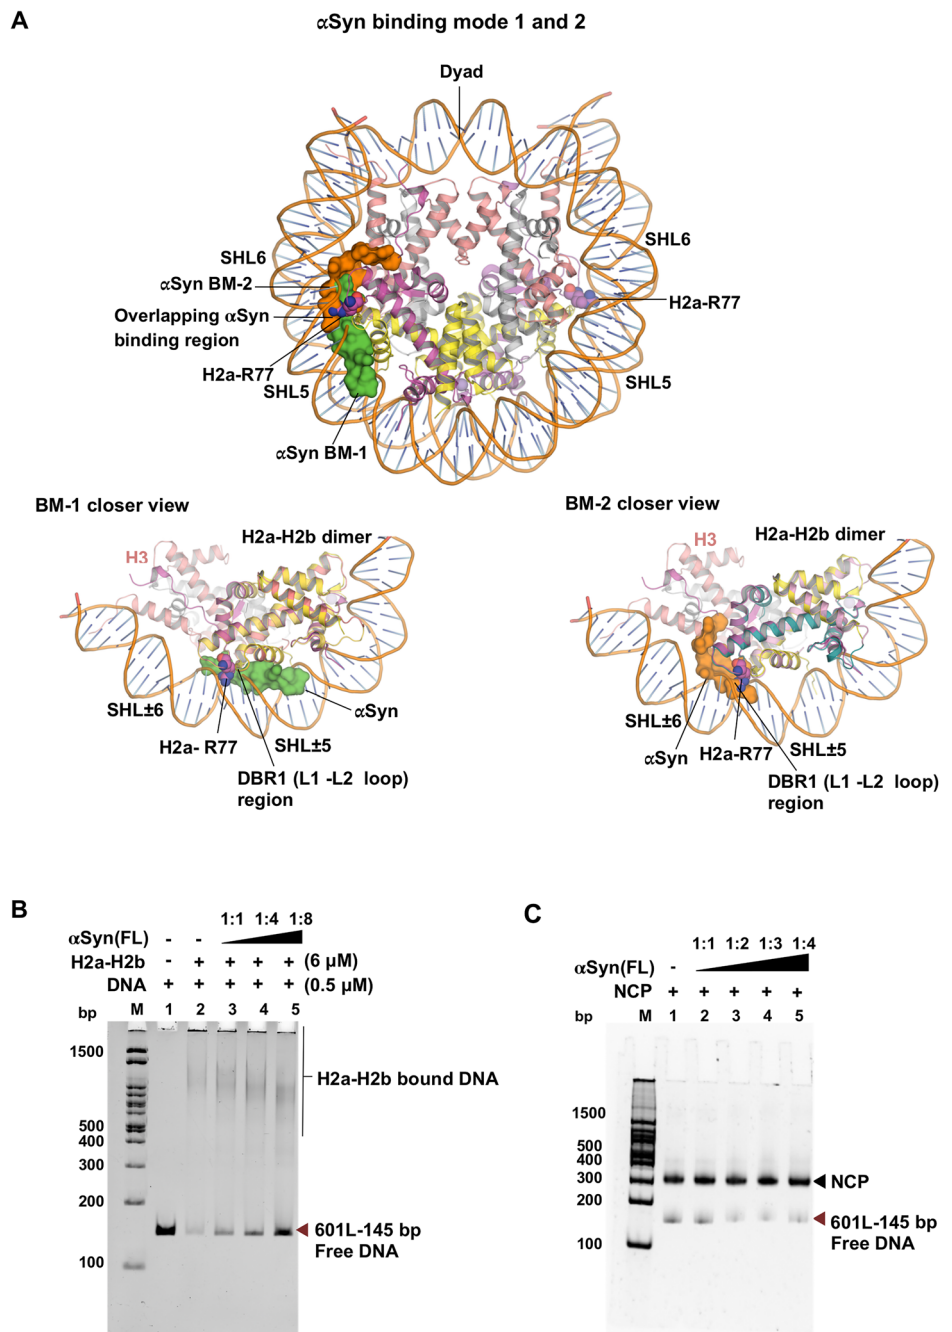 A
αSyn binding mode 1 and 2
Dyad
SHL6
SHL6
αSyn BM-2
H2a-R77
Overlapping αSyn
binding region
H2a-R77
SHL5
SHL5
αSyn BM-1
BM-1 closer view
H2a-H2b dimer
H3
SHL±6
αSyn
H2a- R77
SHL±5
DBR1 (L1 -L2 loop)
region
BM-2 closer view
H3
H2a-H2b dimer
SHL±6
αSyn
H2a-R77
SHL±5
DBR1 (L1 -L2 loop)
region
B
1:1 1:4 1:8
αSyn(FL) - -
H2a-H2b - + + + + (6 µM)
DNA + + + + + (0.5 µM)
bp M 1 2 3 4 5
1500
H2a-H2b bound DNA
500
400
300
200
601L-145 bp
Free DNA
100
C
1:1 1:2 1:3 1:4
αSyn(FL) -
NCP + + + + +
bp M 1 2 3 4 5
1500
500
400
300
NCP
200
601L-145 bp
Free DNA
100